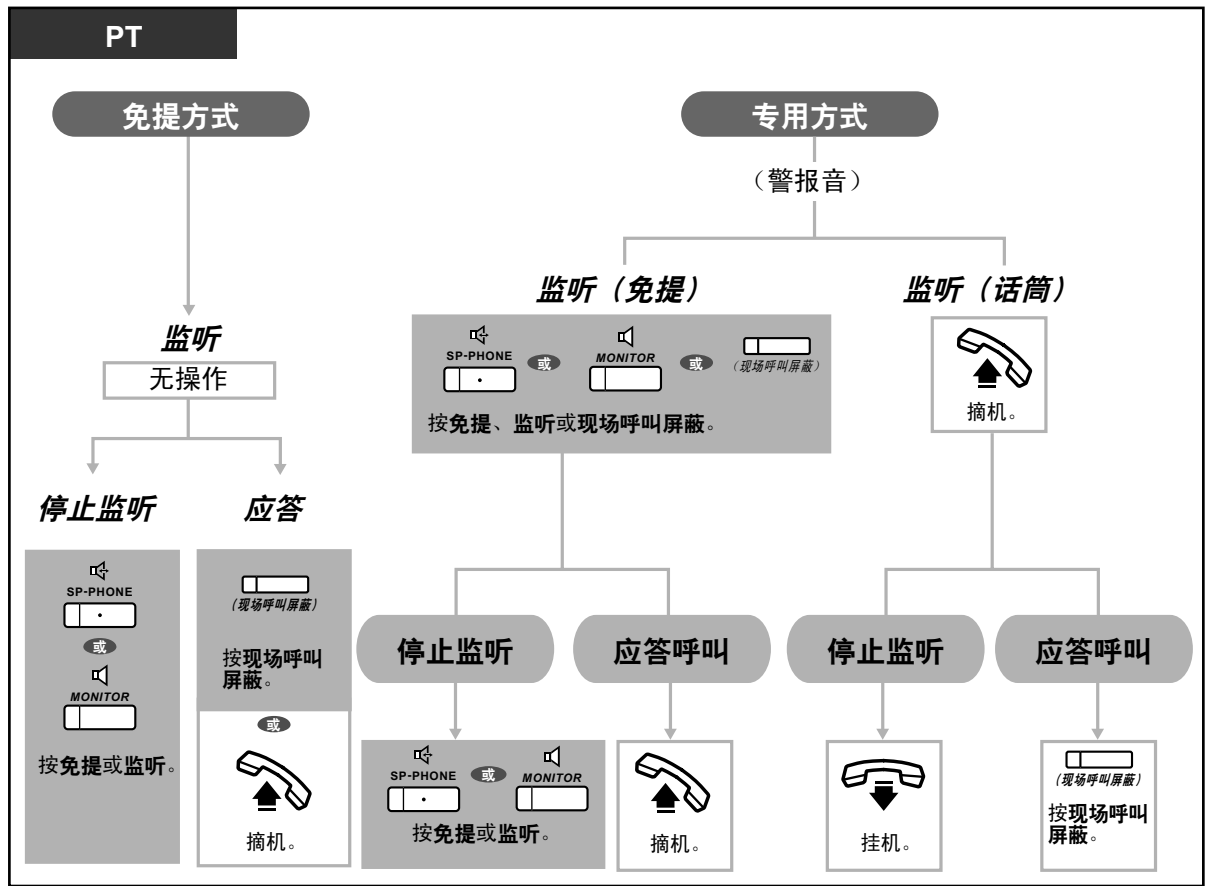 PT
免提方式
监听
无操作
停止监听
SP-PHONE
或
MONITOR
按免提或监听。
应答
（现场呼叫屏蔽）
按现场呼叫
屏蔽。
或
摘机。
专用方式
（警报音）
监听（免提）
SP-PHONE 或 MONITOR 或 （现场呼叫屏蔽）
按免提、监听或现场呼叫屏蔽。
停止监听
SP-PHONE 或 MONITOR
按免提或监听。
应答呼叫
摘机。
监听（话筒）
摘机。
停止监听
挂机。
应答呼叫
（现场呼叫屏蔽）
按现场呼叫
屏蔽。